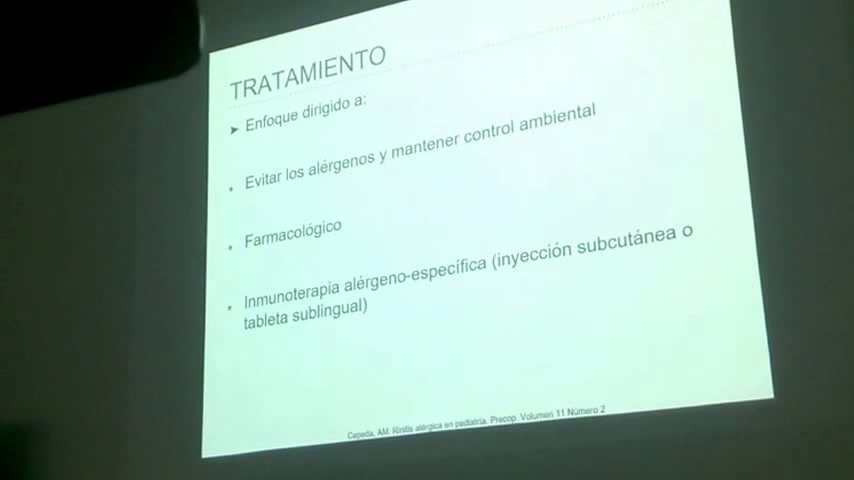 TRATAMIENTO
➤ Enfoque dirigido a:
• Evitar los alérgenos y mantener control ambiental
• Farmacológico
• Inmunoterapia alérgeno-específica (inyección subcutánea o
tableta sublingual)
Cepeda, AM. Rinitis alérgica en pediatría. Precop. Volumen 11 Número 2